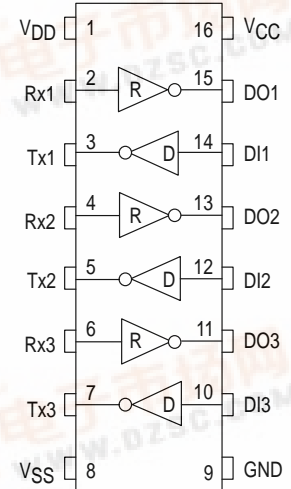 VDD 1 16 VCC
Rx1 2 R 15 DO1
Tx1 3 D 14 DI1
Rx2 4 R 13 DO2
Tx2 5 D 12 DI2
Rx3 6 R 11 DO3
Tx3 7 D 10 DI3
VSS 8 9 GND